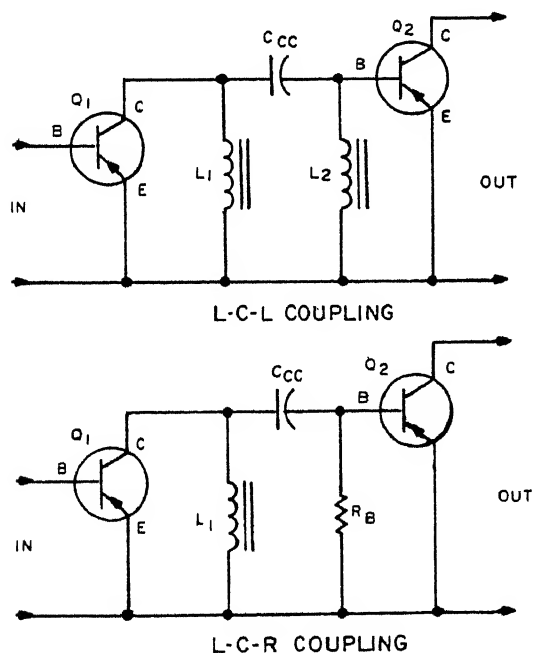 Q2
C
CCC
B
Q1
C
B
E
E
L1
L2
IN
OUT
L-C-L COUPLING
Q2
C
CCC
B
Q1
C
B
E
E
L1
RB
IN
OUT
L-C-R COUPLING